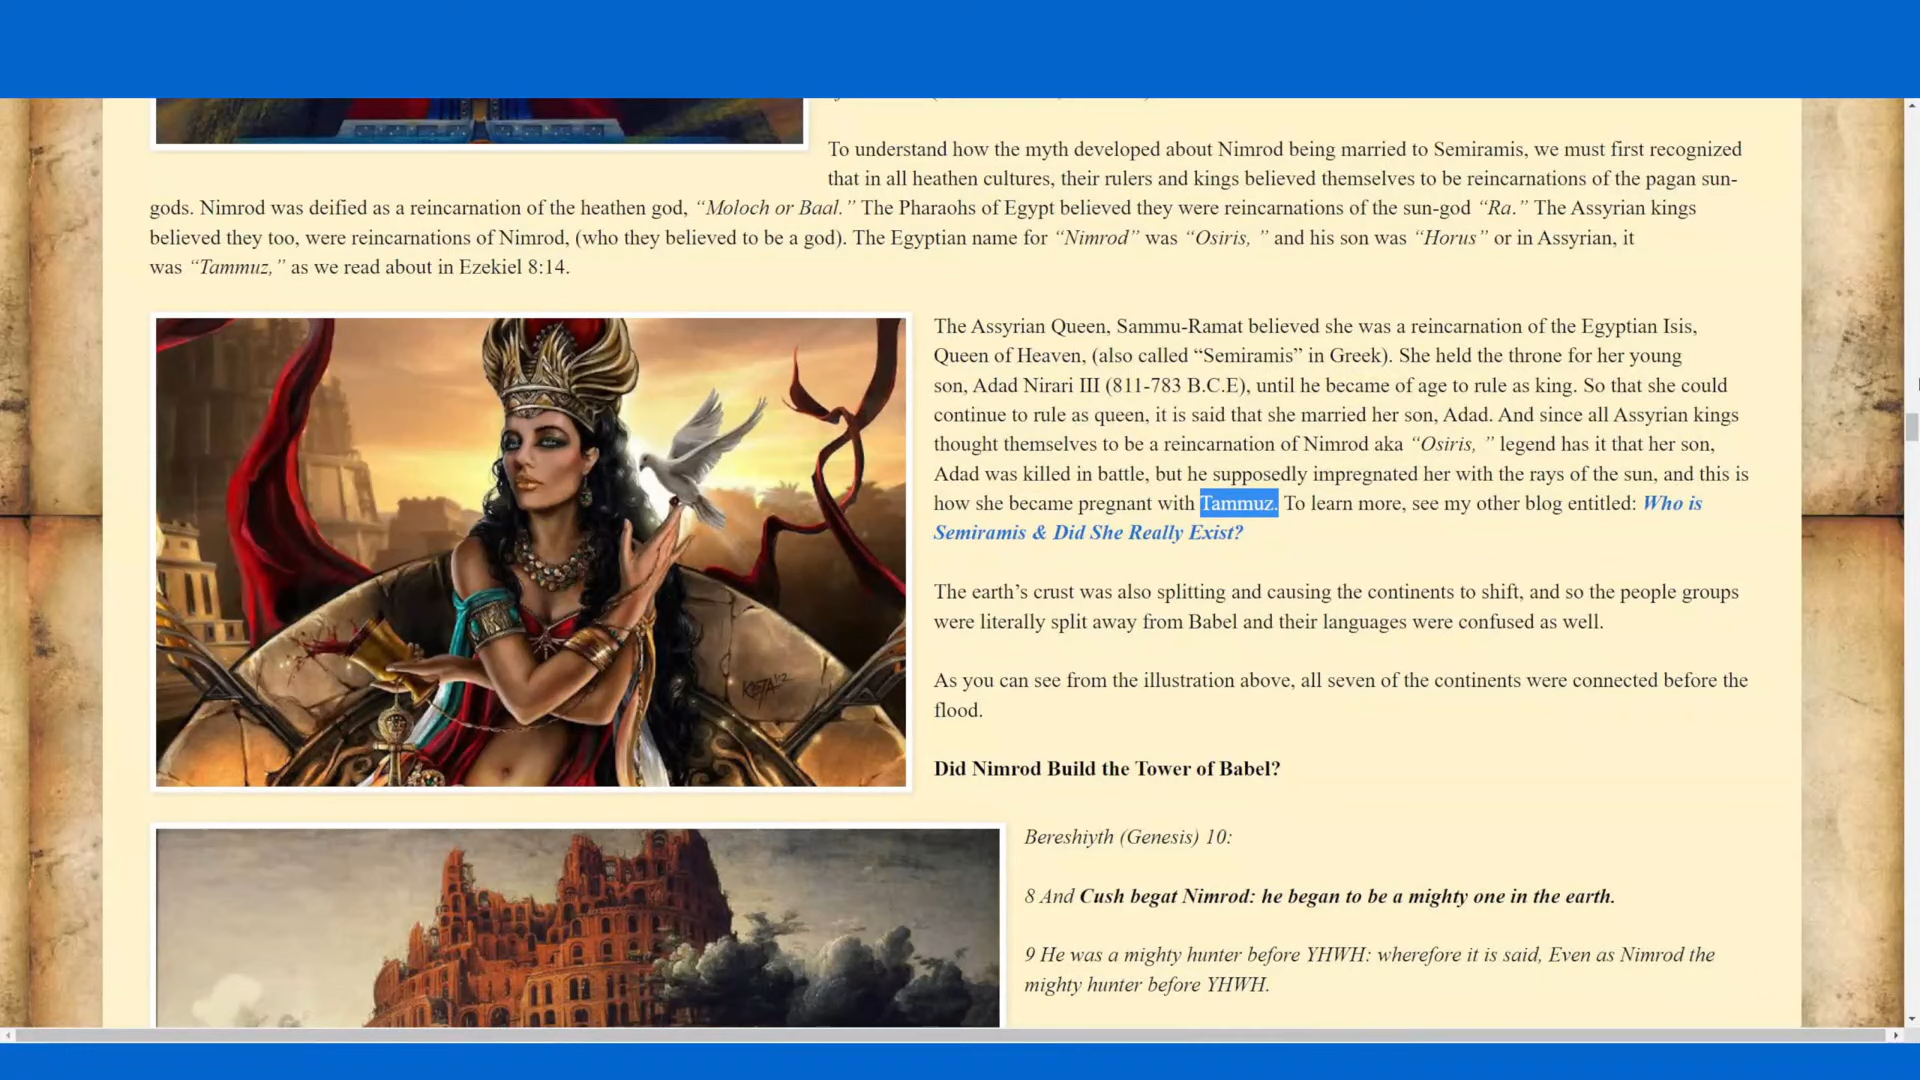 To understand how the myth developed about Nimrod being married to Semiramis, we must first recognized
that in all heathen cultures, their rulers and kings believed themselves to be reincarnations of the pagan sun-
gods. Nimrod was deified as a reincarnation of the heathen god, “Moloch or Baal.” The Pharaohs of Egypt believed they were reincarnations of the sun-god “Ra.” The Assyrian kings
believed they too, were reincarnations of Nimrod, (who they believed to be a god). The Egyptian name for “Nimrod” was “Osiris, ” and his son was “Horus” or in Assyrian, it
was “Tammuz,” as we read about in Ezekiel 8:14.
The Assyrian Queen, Sammu-Ramat believed she was a reincarnation of the Egyptian Isis,
Queen of Heaven, (also called “Semiramis” in Greek). She held the throne for her young
son, Adad Nirari III (811-783 B.C.E), until he became of age to rule as king. So that she could
continue to rule as queen, it is said that she married her son, Adad. And since all Assyrian kings
thought themselves to be a reincarnation of Nimrod aka “Osiris, ” legend has it that her son,
Adad was killed in battle, but he supposedly impregnated her with the rays of the sun, and this is
how she became pregnant with Tammuz. To learn more, see my other blog entitled: Who is
Semiramis & Did She Really Exist?
The earth’s crust was also splitting and causing the continents to shift, and so the people groups
were literally split away from Babel and their languages were confused as well.
As you can see from the illustration above, all seven of the continents were connected before the
flood.
Did Nimrod Build the Tower of Babel?
Bereshiyth (Genesis) 10:
8 And Cush begat Nimrod: he began to be a mighty one in the earth.
9 He was a mighty hunter before YHWH: wherefore it is said, Even as Nimrod the
mighty hunter before YHWH.